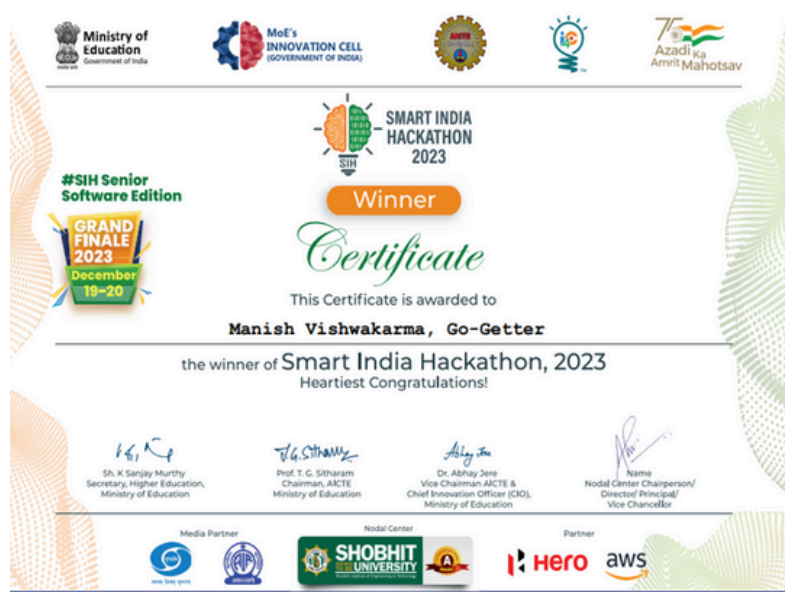 Ministry of
Education
Government of India
MoE's
INNOVATION CELL
(GOVERNMENT OF INDIA)
AICTE
Azadi Ka
Amrit Mahotsav
SIH
SMART INDIA
HACKATHON
2023
#SIH Senior
Software Edition
GRAND
FINALE
2023
December
19-20
Winner
Certificate
This Certificate is awarded to
Manish Vishwakarma, Go-Getter
the winner of Smart India Hackathon, 2023
Heartiest Congratulations!
Sh. K Sanjay Murthy
Secretary, Higher Education,
Ministry of Education
Prof. T. G. Sitharam
Chairman, AICTE
Ministry of Education
Dr. Abhay Jere
Vice Chairman AICTE &
Chief Innovation Officer (CIO),
Ministry of Education
Name
Nodal Center Chairperson/
Director/ Principal/
Vice Chancellor
Media Partner
Nodal Center
SHOBHIT
UNIVERSITY
Partner
Hero
aws